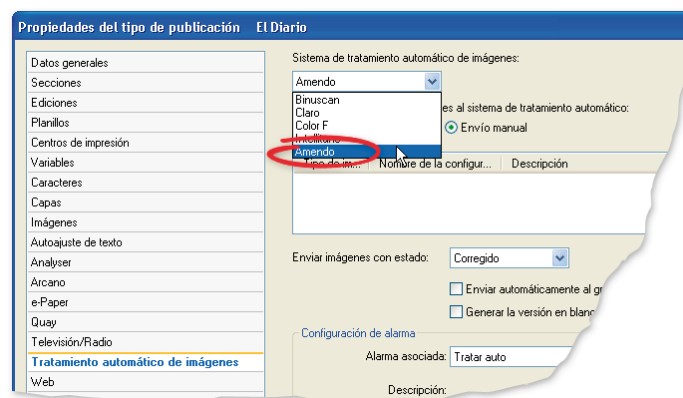 Propiedades del tipo de publicación El Diario
Datos generales
Secciones
Ediciones
Planillos
Centros de impresión
Variables
Caracteres
Capas
Imágenes
Autoajuste de texto
Analyser
Arcano
e-Paper
Quay
Televisión/Radio
Tratamiento automático de imágenes
Web
Sistema de tratamiento automático de imágenes:
Amendo
Binuscan
Claro
Color F
Amendo
es al sistema de tratamiento automático:
Envío manual
Tipo de im... Nombre de la configur... Descripción
Enviar imágenes con estado: Corregido
Enviar automáticamente al
Generar la versión en
Configuración de alarma
Alarma asociada: Tratar auto
Descripción: